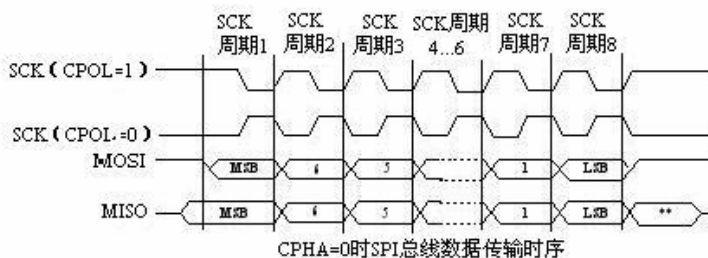 SCK 周期1
SCK 周期2
SCK 周期3
SCK周期 4...6
SCK 周期7
SCK 周期8
SCK(CPOL=1)
SCK(CPOL=0)
MOSI
MSB 6 5 1 LSB
MISO
MSB 6 5 1 LSB **
CPHA=0时SPI总线数据传输时序